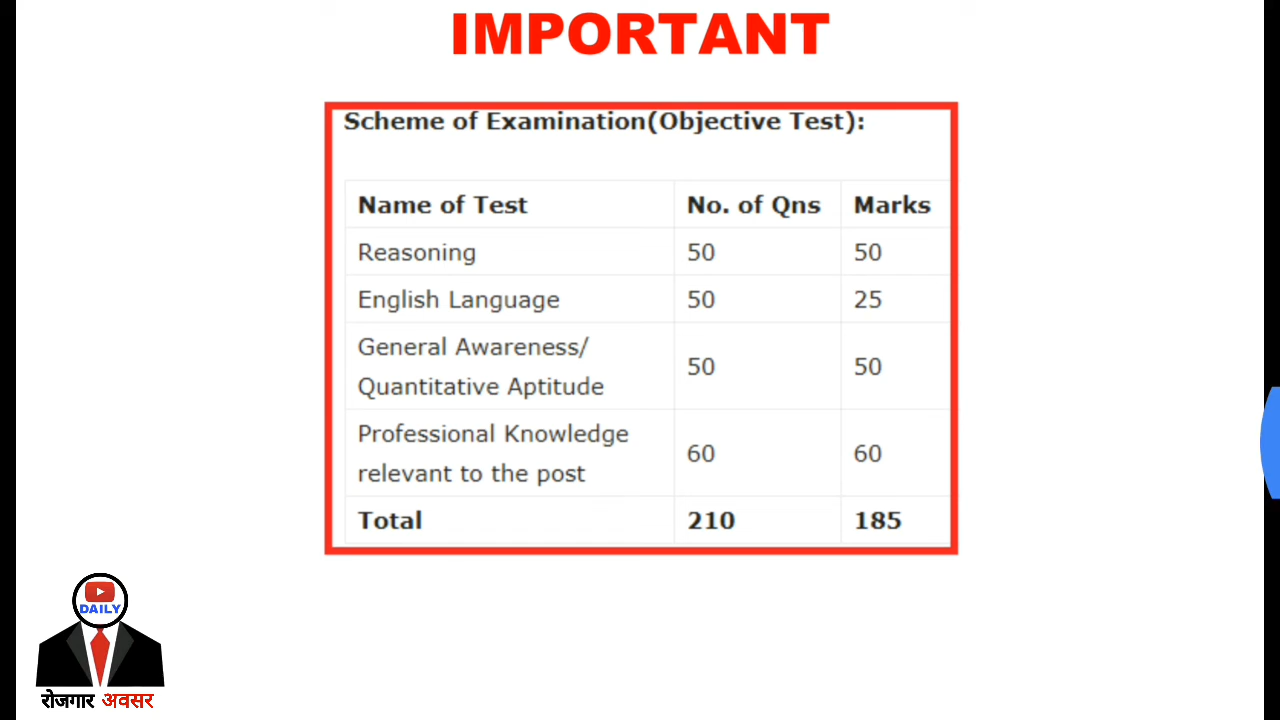 IMPORTANT
Scheme of Examination(Objective Test):
Name of Test No. of Qns Marks
Reasoning 50 50
English Language 50 25
General Awareness/
Quantitative Aptitude 50 50
Professional Knowledge
relevant to the post 60 60
Total 210 185
DAILY
रोजगार अवसर